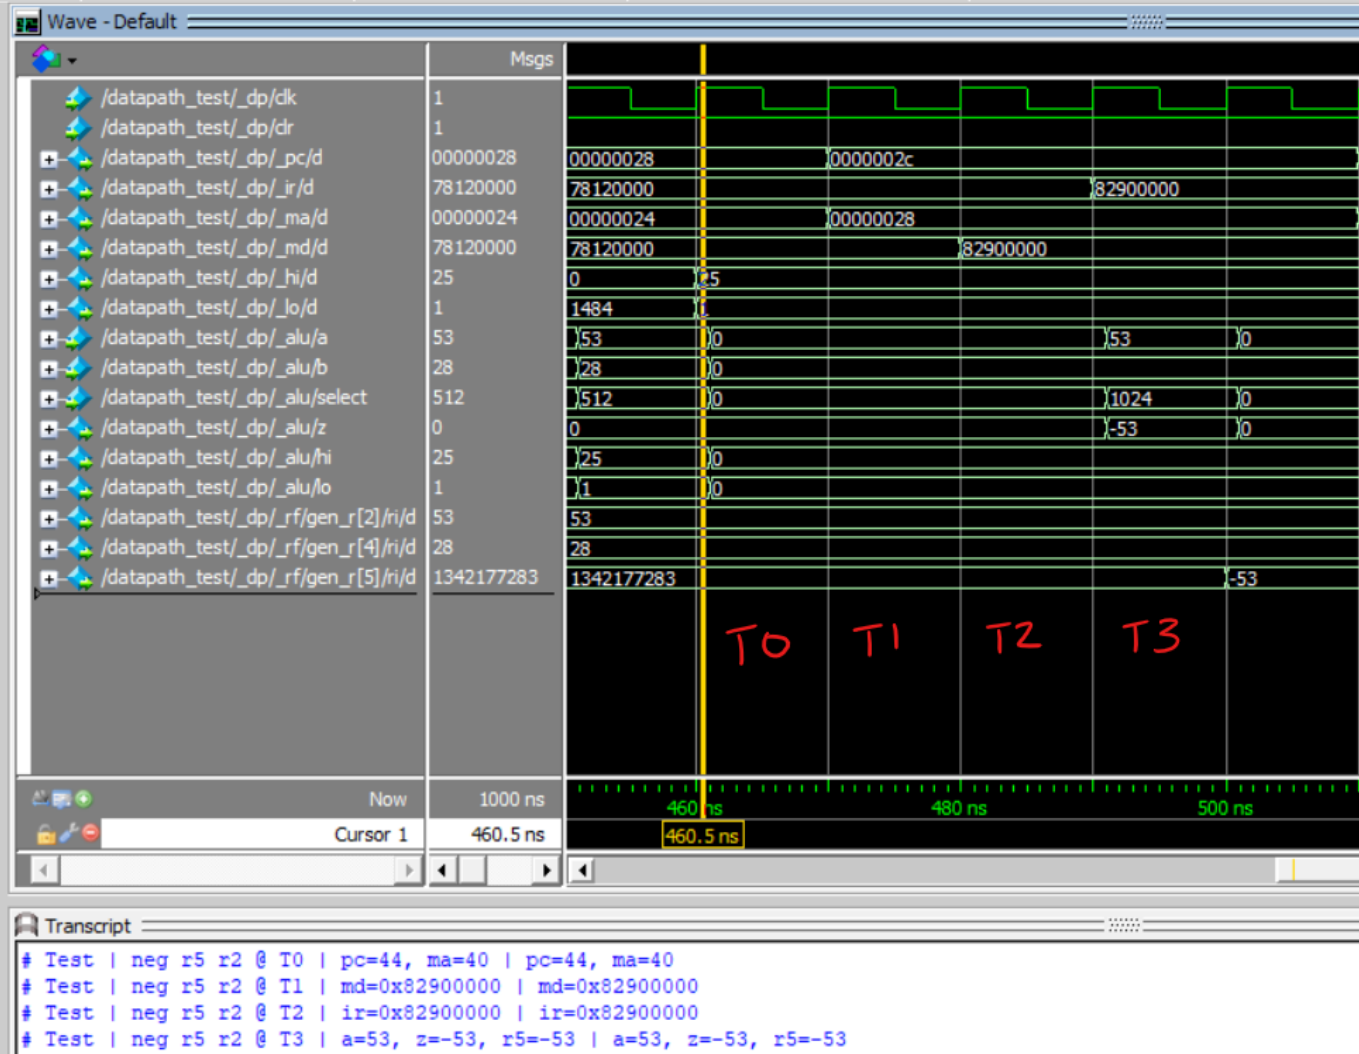 Wave - Default
Msgs
/datapath_test/_dp/clk 1
/datapath_test/_dp/clr 1
/datapath_test/_dp/_pc/d 00000028 00000028 0000002c
/datapath_test/_dp/_ir/d 78120000 78120000 82900000
/datapath_test/_dp/_ma/d 00000024 00000024 00000028
/datapath_test/_dp/_md/d 78120000 78120000 82900000
/datapath_test/_dp/_hi/d 25 0 25
/datapath_test/_dp/_lo/d 1 1484 1
/datapath_test/_dp/_alu/a 53 53 0 53 0
/datapath_test/_dp/_alu/b 28 28 0
/datapath_test/_dp/_alu/select 512 512 0 1024 0
/datapath_test/_dp/_alu/z 0 0 -53 0
/datapath_test/_dp/_alu/hi 25 25 0
/datapath_test/_dp/_alu/lo 1 1 0
/datapath_test/_dp/_rf/gen_r[2]/ri/d 53 53
/datapath_test/_dp/_rf/gen_r[4]/ri/d 28 28
/datapath_test/_dp/_rf/gen_r[5]/ri/d 1342177283 1342177283 -53
T0 T1 T2 T3
Now 1000 ns 460 ns 480 ns 500 ns
Cursor 1 460.5 ns 460.5 ns
Transcript
# Test | neg r5 r2 @ T0 | pc=44, ma=40 | pc=44, ma=40
# Test | neg r5 r2 @ T1 | md=0x82900000 | md=0x82900000
# Test | neg r5 r2 @ T2 | ir=0x82900000 | ir=0x82900000
# Test | neg r5 r2 @ T3 | a=53, z=-53, r5=-53 | a=53, z=-53, r5=-53